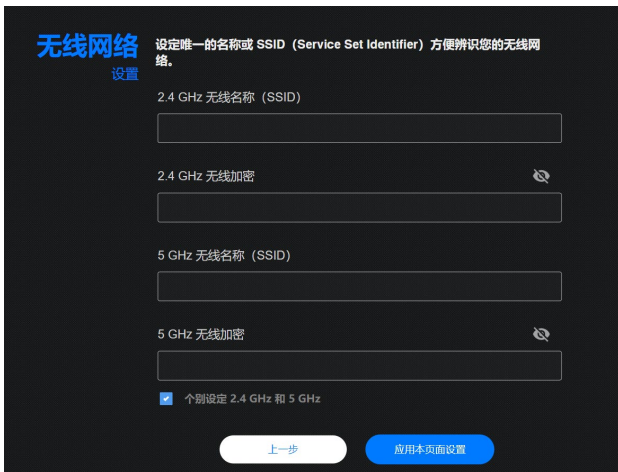 无线网络
设置
设定唯一的名称或 SSID（Service Set Identifier）方便辨识您的无线网
络。
2.4 GHz 无线名称（SSID）
2.4 GHz 无线加密
5 GHz 无线名称（SSID）
5 GHz 无线加密
个别设定 2.4 GHz 和 5 GHz
上一步
应用本页面设置